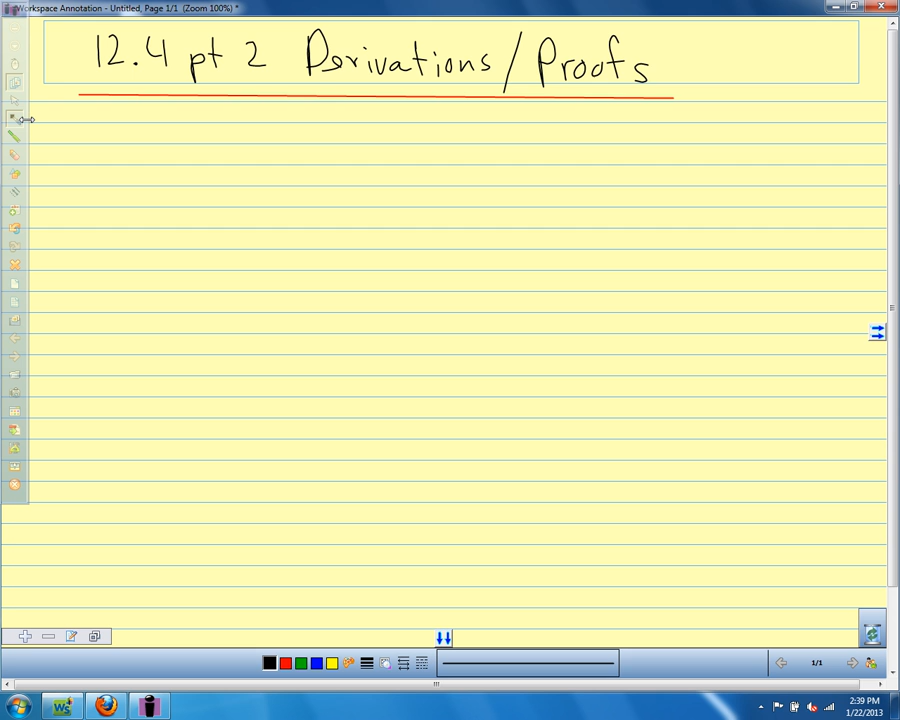 Workspace Annotation - Untitled, Page 1/1 (Zoom 100%) *
12.4 pt 2 Derivations / Proofs
1/1
2:39 PM
1/22/2013